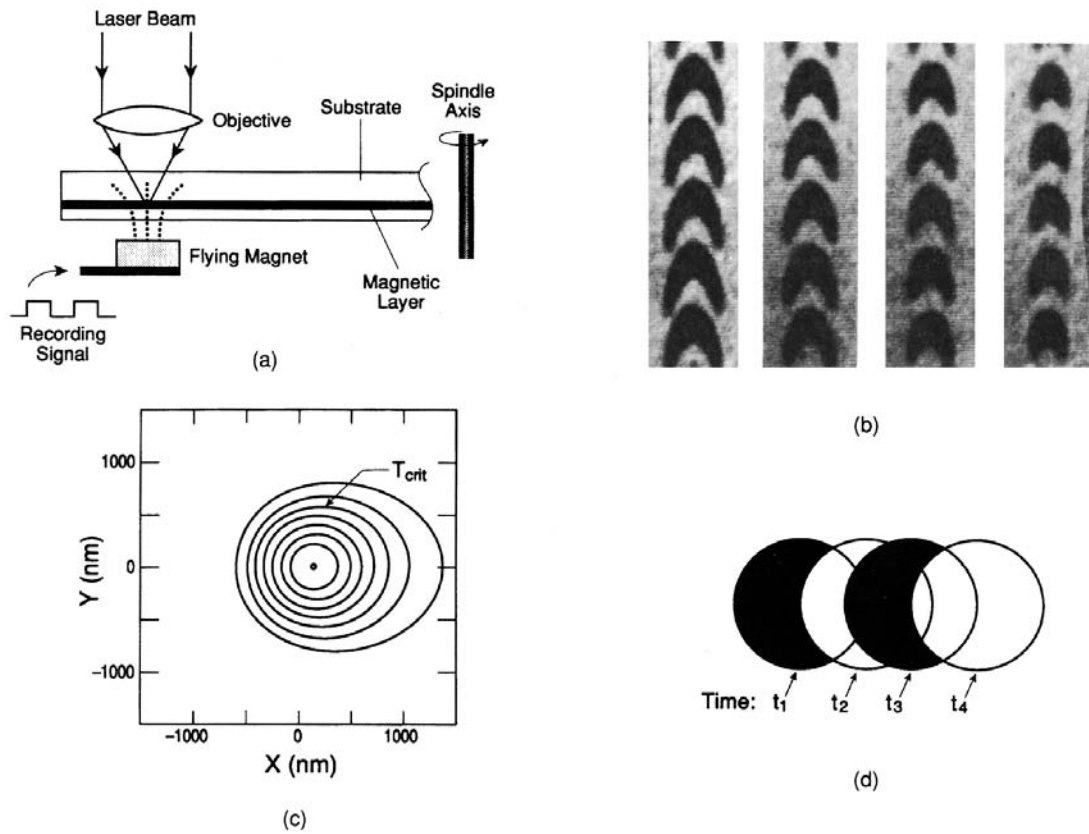 Laser Beam
Objective
Substrate
Spindle
Axis
Flying Magnet
Magnetic
Layer
Recording
Signal
(a)
(b)
1000
0
-1000
Y (nm)
T_crit
-1000
0
1000
X (nm)
(c)
Time: t1 t2 t3 t4
(d)